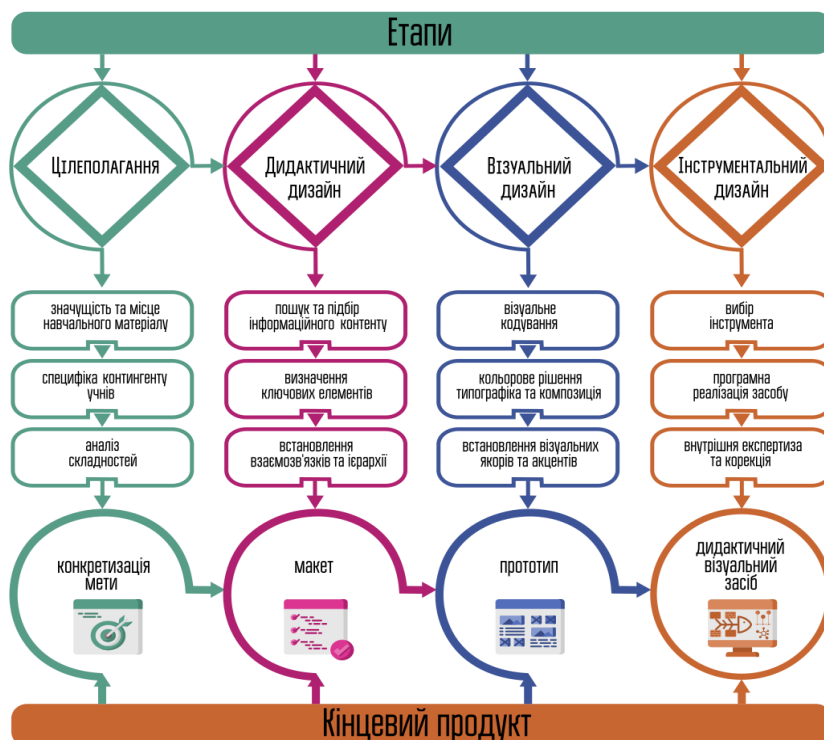 Етапи
Цілеполагання
Дидактичний
дизайн
Візуальний
дизайн
Інструментальний
дизайн
значущість та місце
навчального матеріалу
специфіка контингенту
учнів
аналіз
складностей
пошук та підбір
інформаційного контенту
визначення
ключових елементів
встановлення
взаємозв'язків та ієрархії
візуальне
кодування
кольорове рішення
типографіка та композиція
встановлення візуальних
якорів та акцентів
вибір
інструмента
програмна
реалізація засобу
внутрішня експертиза
та корекція
конкретизація
мети
макет
прототип
дидактичний
візуальний
засіб
Кінцевий продукт